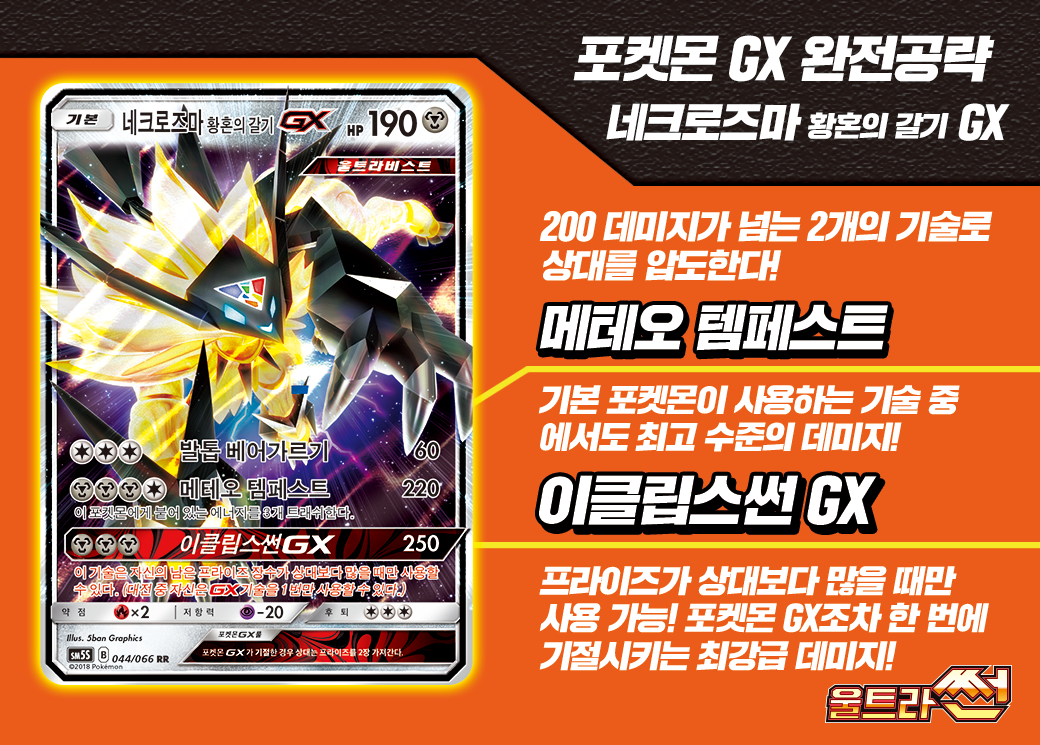 포켓몬 GX 완전공략
네크로즈마 황혼의 갈기 GX
기본 네크로즈마 황혼의 갈기 GX HP 190
울트라비스트
발톱 베어가르기 60
메테오 템페스트 220
이 포켓몬에게 붙어 있는 에너지를 3개 트래쉬한다.
이클립스썬 GX 250
이 기술은 자신의 남은 프라이즈 장수가 상대보다 많을 때만 사용할
수 있다. (대전 중 자신은 GX기술을 1번만 사용할 수 있다.)
약점 ×2 저항력 -20 후퇴
Illus. 5ban Graphics
포켓몬GX룰
SM5S B 044/066 RR
포켓몬GX가 기절한 경우 상대는 프라이즈를 2장 가져간다.
©2018 Pokémon
200 데미지가 넘는 2개의 기술로
상대를 압도한다!
메테오 템페스트
기본 포켓몬이 사용하는 기술 중
에서도 최고 수준의 데미지!
이클립스썬 GX
프라이즈가 상대보다 많을 때만
사용 가능! 포켓몬 GX조차 한 번에
기절시키는 최강급 데미지!
울트라썬